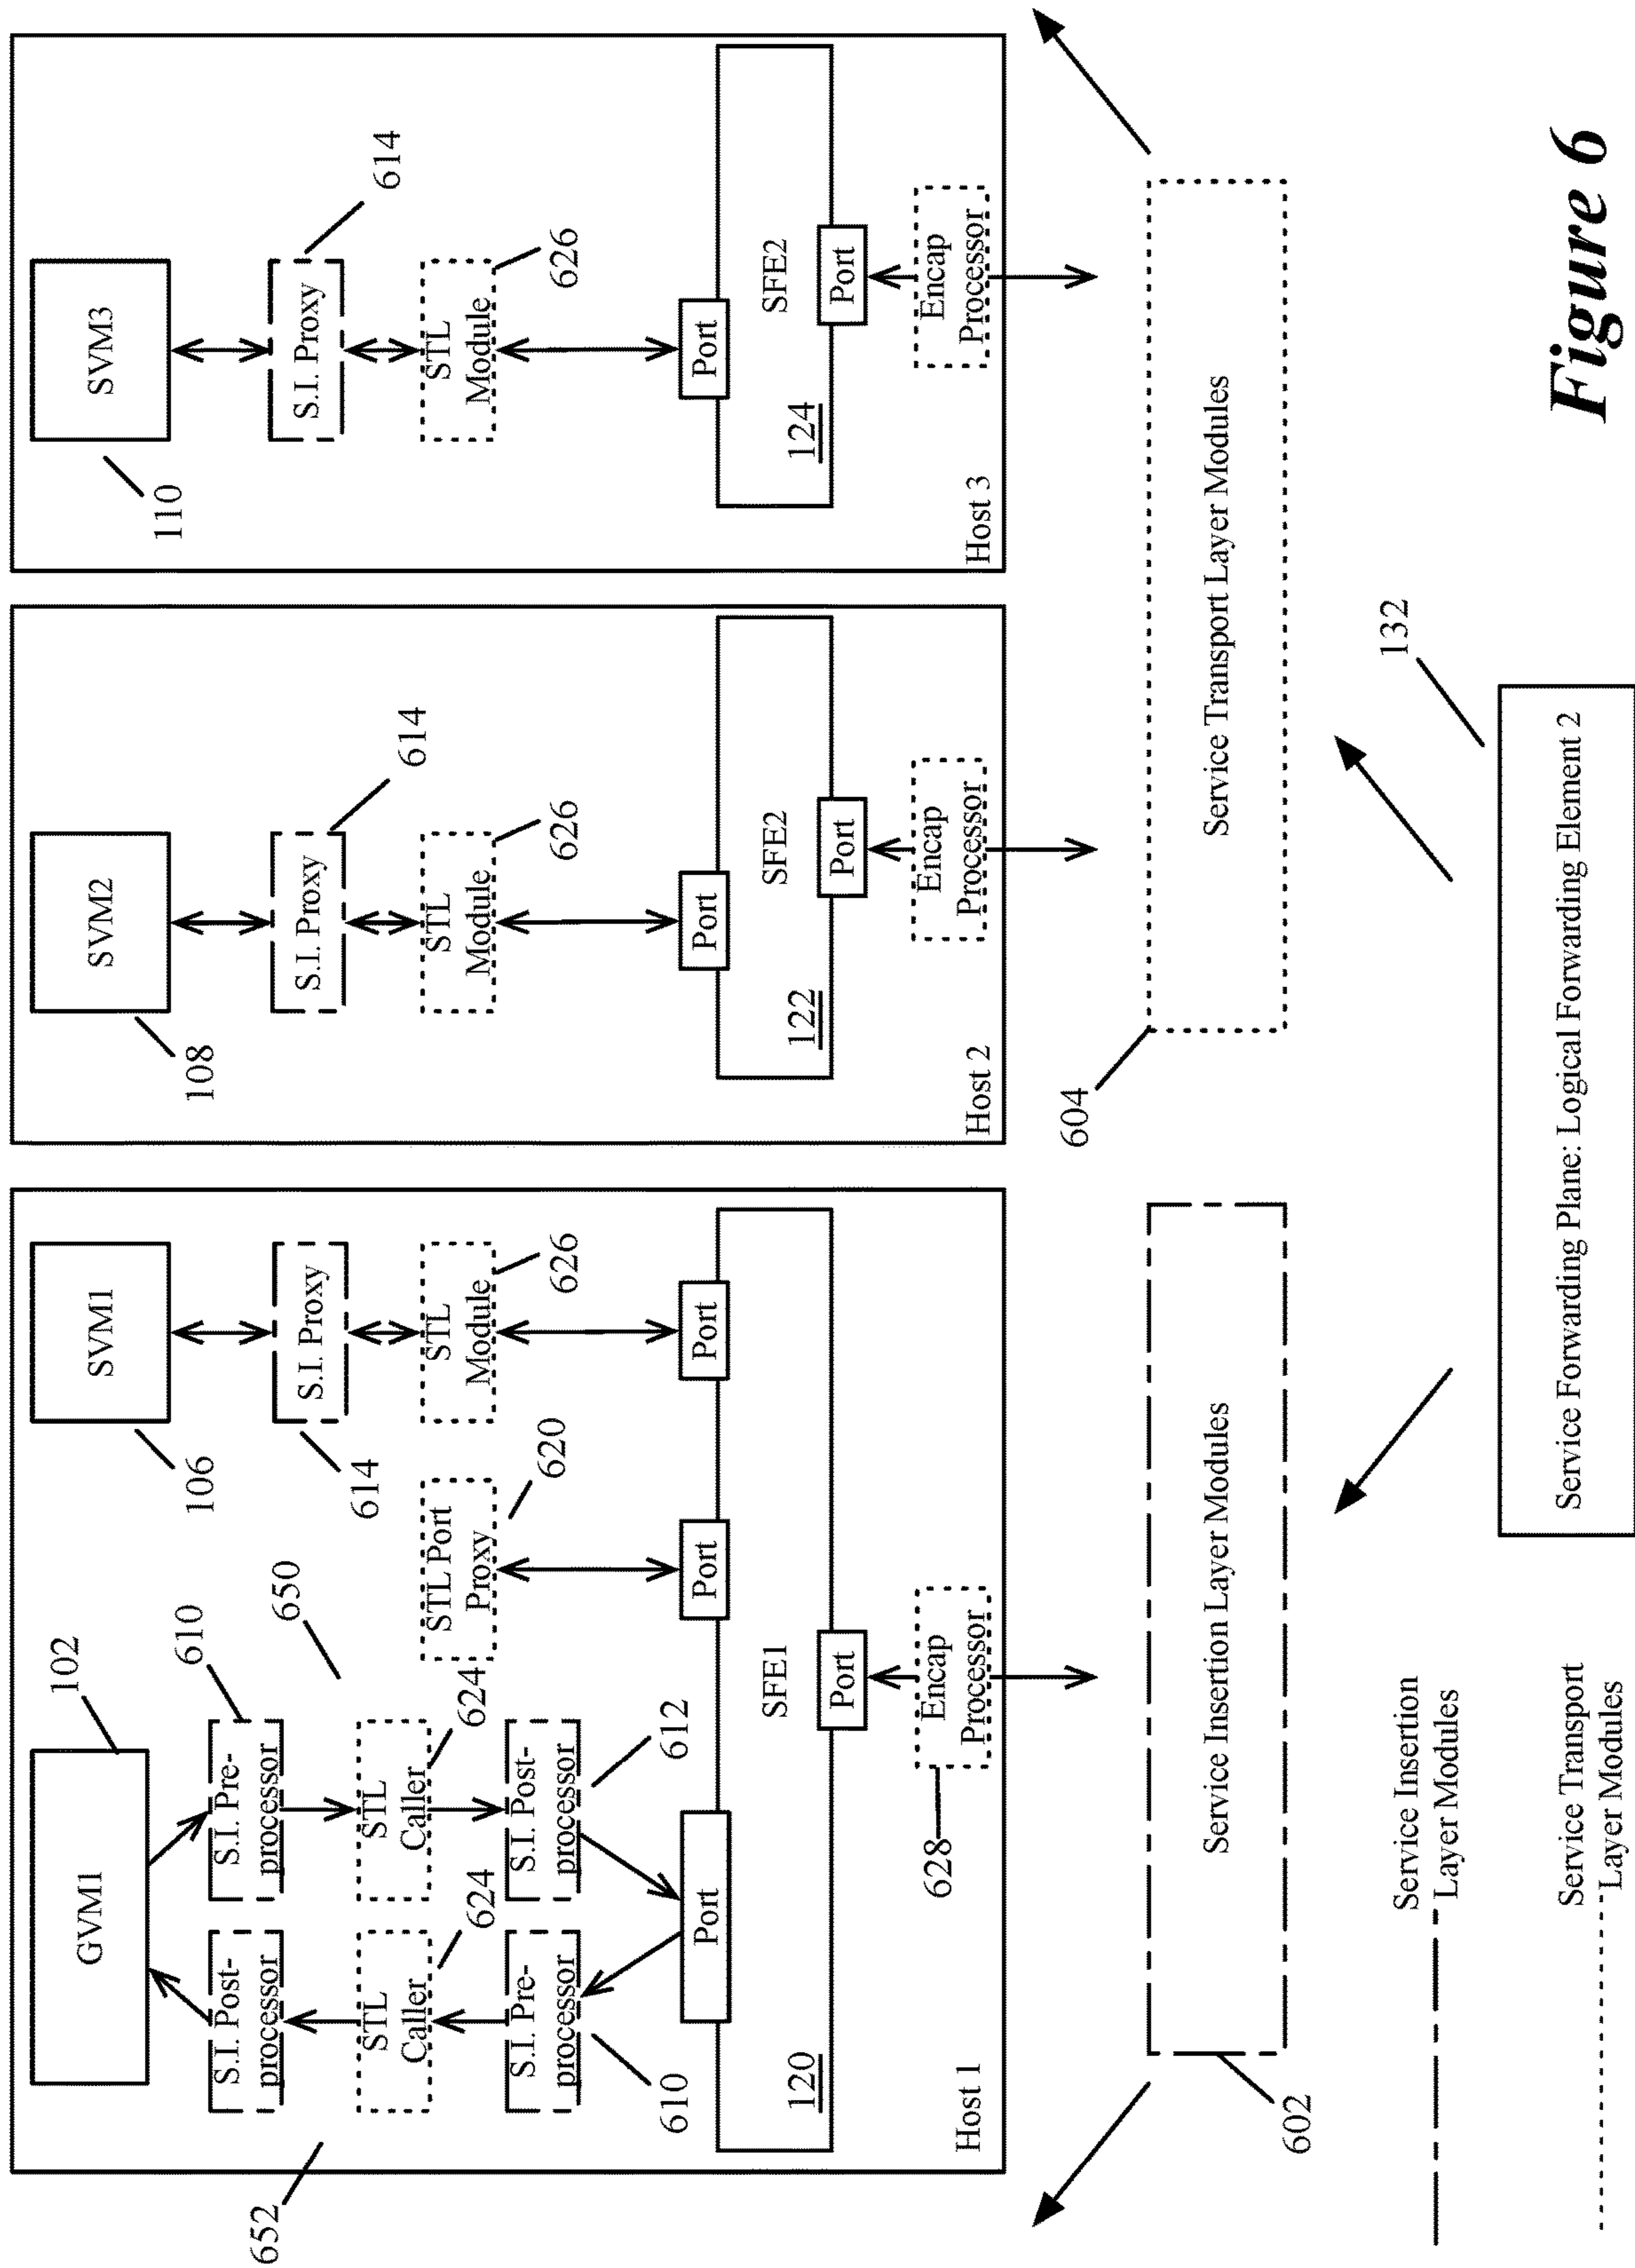 GVM1
102
S.I. Post-
processor
S.I. Pre-
processor
610
652
650
STL
Caller
624
STL
Caller
624
S.I. Pre-
processor
610
S.I. Post-
processor
612
STL Port
Proxy
620
SVM1
106
S.I. Proxy
614
STL
Module
626
Port
Port
Port
SFE1
120
Port
Host 1
Encap
Processor
628
SVM2
108
S.I. Proxy
614
STL
Module
626
Port
SFE2
122
Port
Host 2
Encap
Processor
SVM3
110
S.I. Proxy
614
STL
Module
626
Port
SFE2
124
Port
Host 3
Encap
Processor
Service Insertion Layer Modules
602
Service Transport Layer Modules
604
Service Insertion
Layer Modules
Service Transport
Layer Modules
Service Forwarding Plane: Logical Forwarding Element 2
132
Figure 6